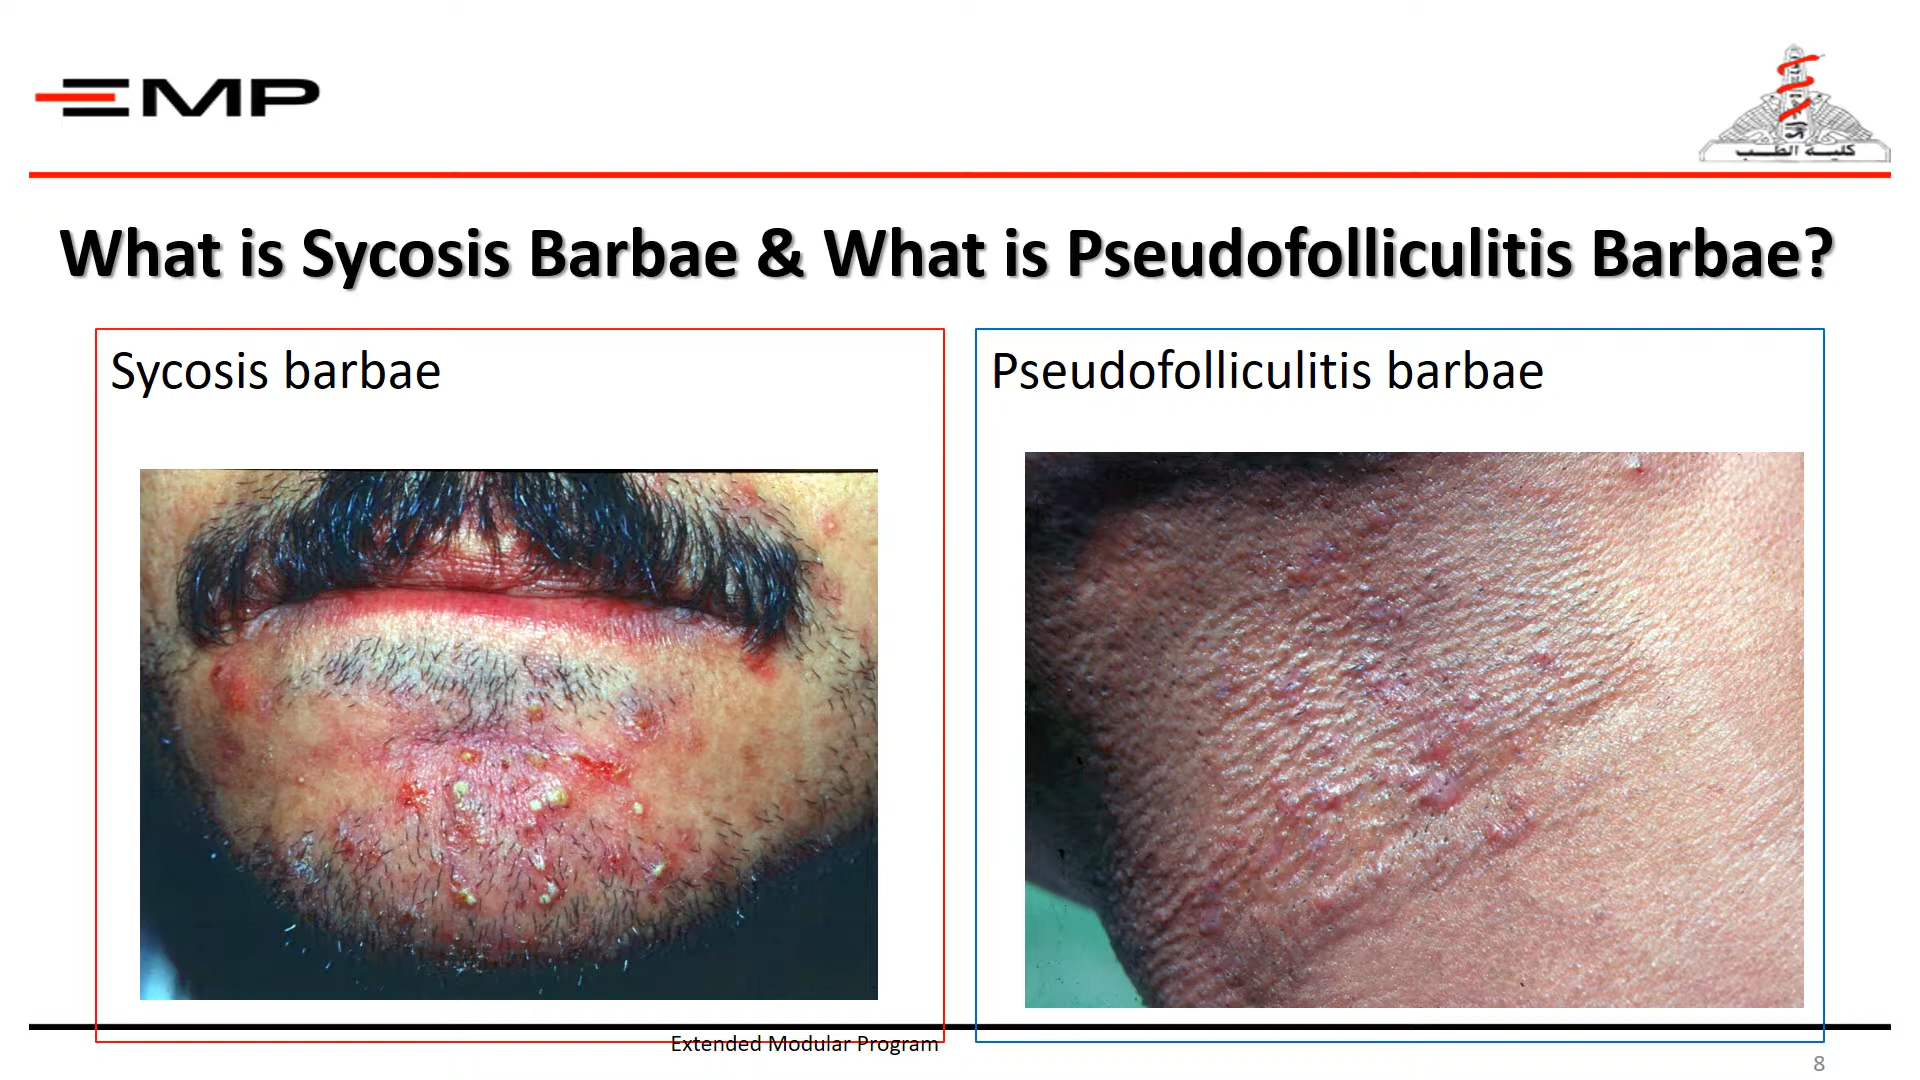 EMP
كلية الطب
What is Sycosis Barbae & What is Pseudofolliculitis Barbae?
Sycosis barbae
Pseudofolliculitis barbae
Extended Modular Program
8